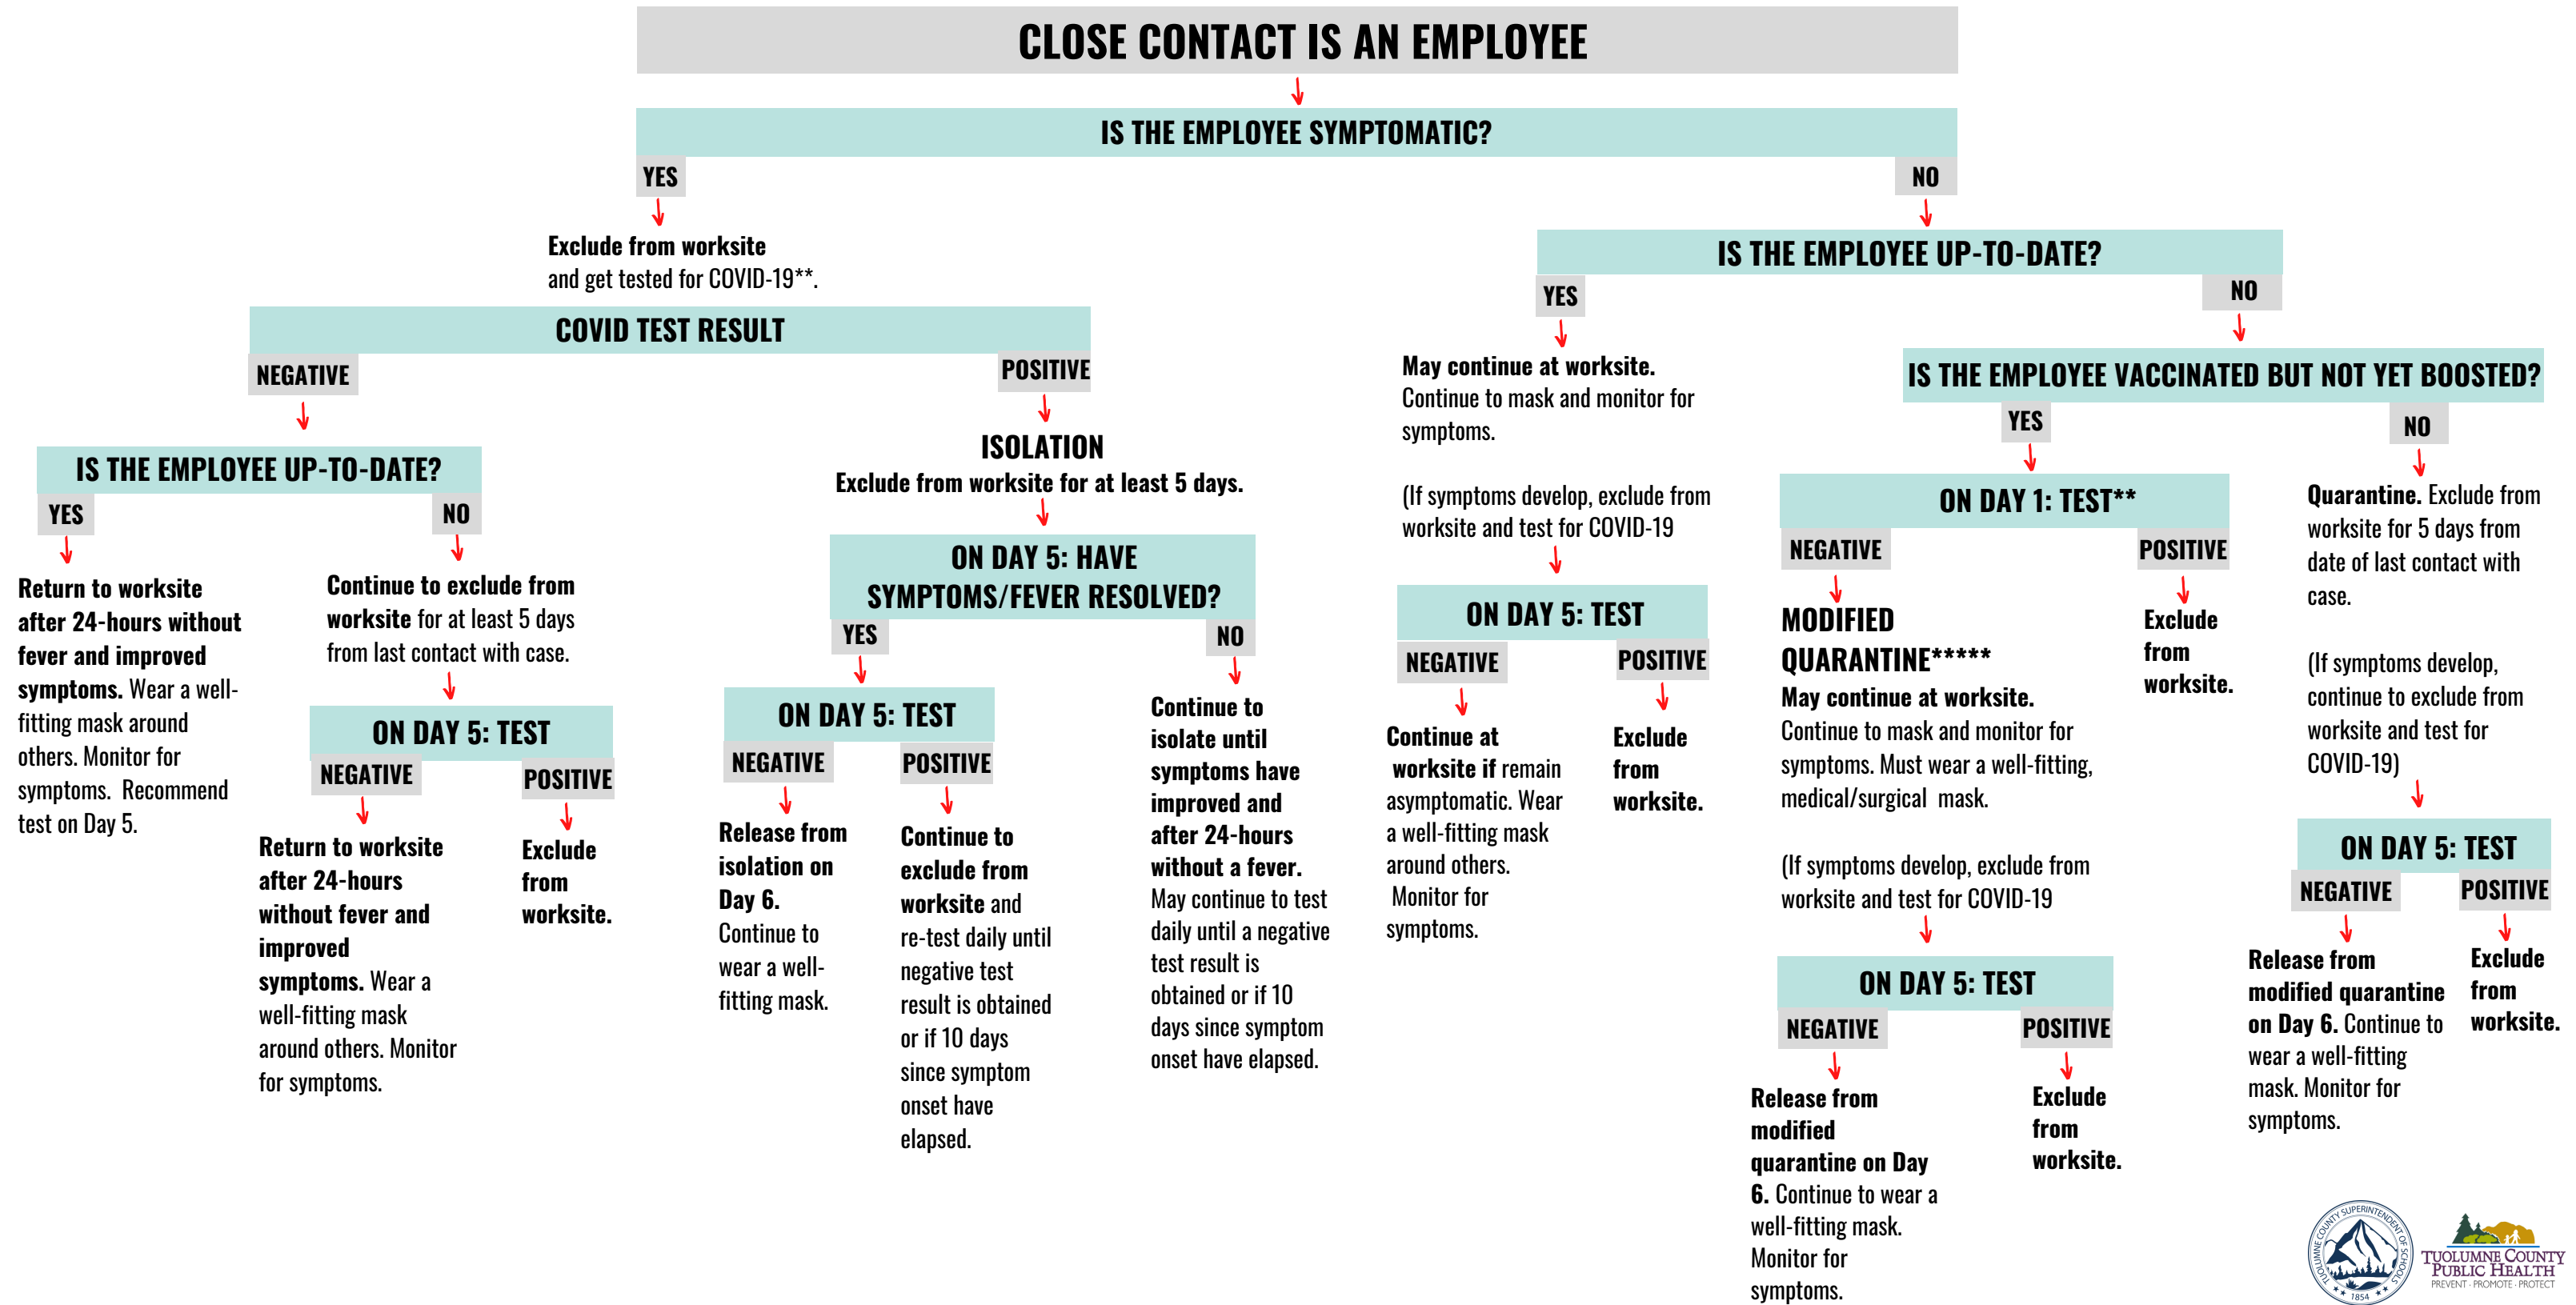 CLOSE CONTACT IS AN EMPLOYEE
IS THE EMPLOYEE SYMPTOMATIC?
YES
NO
Exclude from worksite
and get tested for COVID-19**.
COVID TEST RESULT
NEGATIVE
POSITIVE
IS THE EMPLOYEE UP-TO-DATE?
YES
NO
Return to worksite
after 24-hours without
fever and improved
symptoms. Wear a well-
fitting mask around
others. Monitor for
symptoms. Recommend
test on Day 5.
Continue to exclude from
worksite for at least 5 days
from last contact with case.
ON DAY 5: TEST
NEGATIVE
POSITIVE
Return to worksite
after 24-hours
without fever and
improved
symptoms. Wear a
well-fitting mask
around others. Monitor
for symptoms.
Exclude
from
worksite.
ISOLATION
Exclude from worksite for at least 5 days.
ON DAY 5: HAVE
SYMPTOMS/FEVER RESOLVED?
YES
NO
ON DAY 5: TEST
NEGATIVE
POSITIVE
Release from
isolation on
Day 6.
Continue to
wear a well-
fitting mask.
Continue to
exclude from
worksite and
re-test daily until
negative test
result is obtained
or if 10 days
since symptom
onset have
elapsed.
Continue to
isolate until
symptoms have
improved and
after 24-hours
without a fever.
May continue to test
daily until a negative
test result is
obtained or if 10
days since symptom
onset have elapsed.
IS THE EMPLOYEE UP-TO-DATE?
YES
NO
May continue at worksite.
Continue to mask and monitor for
symptoms.
(If symptoms develop, exclude from
worksite and test for COVID-19
ON DAY 5: TEST
NEGATIVE
POSITIVE
Continue at
worksite if remain
asymptomatic. Wear
a well-fitting mask
around others.
Monitor for
symptoms.
Exclude
from
worksite.
IS THE EMPLOYEE VACCINATED BUT NOT YET BOOSTED?
YES
NO
ON DAY 1: TEST**
NEGATIVE
POSITIVE
MODIFIED
QUARANTINE*****
May continue at worksite.
Continue to mask and monitor for
symptoms. Must wear a well-fitting,
medical/surgical mask.
(If symptoms develop, exclude from
worksite and test for COVID-19
Exclude
from
worksite.
ON DAY 5: TEST
NEGATIVE
POSITIVE
Release from
modified
quarantine on Day
6. Continue to wear a
well-fitting mask.
Monitor for
symptoms.
Exclude
from
worksite.
Quarantine. Exclude from
worksite for 5 days from
date of last contact with
case.
(If symptoms develop,
continue to exclude from
worksite and test for
COVID-19)
ON DAY 5: TEST
NEGATIVE
POSITIVE
Release from
modified quarantine
on Day 6. Continue to
wear a well-fitting
mask. Monitor for
symptoms.
Exclude
from
worksite.
TUOLUMNE COUNTY SUPERINTENDENT OF SCHOOLS
1854
TUOLUMNE COUNTY
PUBLIC HEALTH
PREVENT · PROMOTE · PROTECT